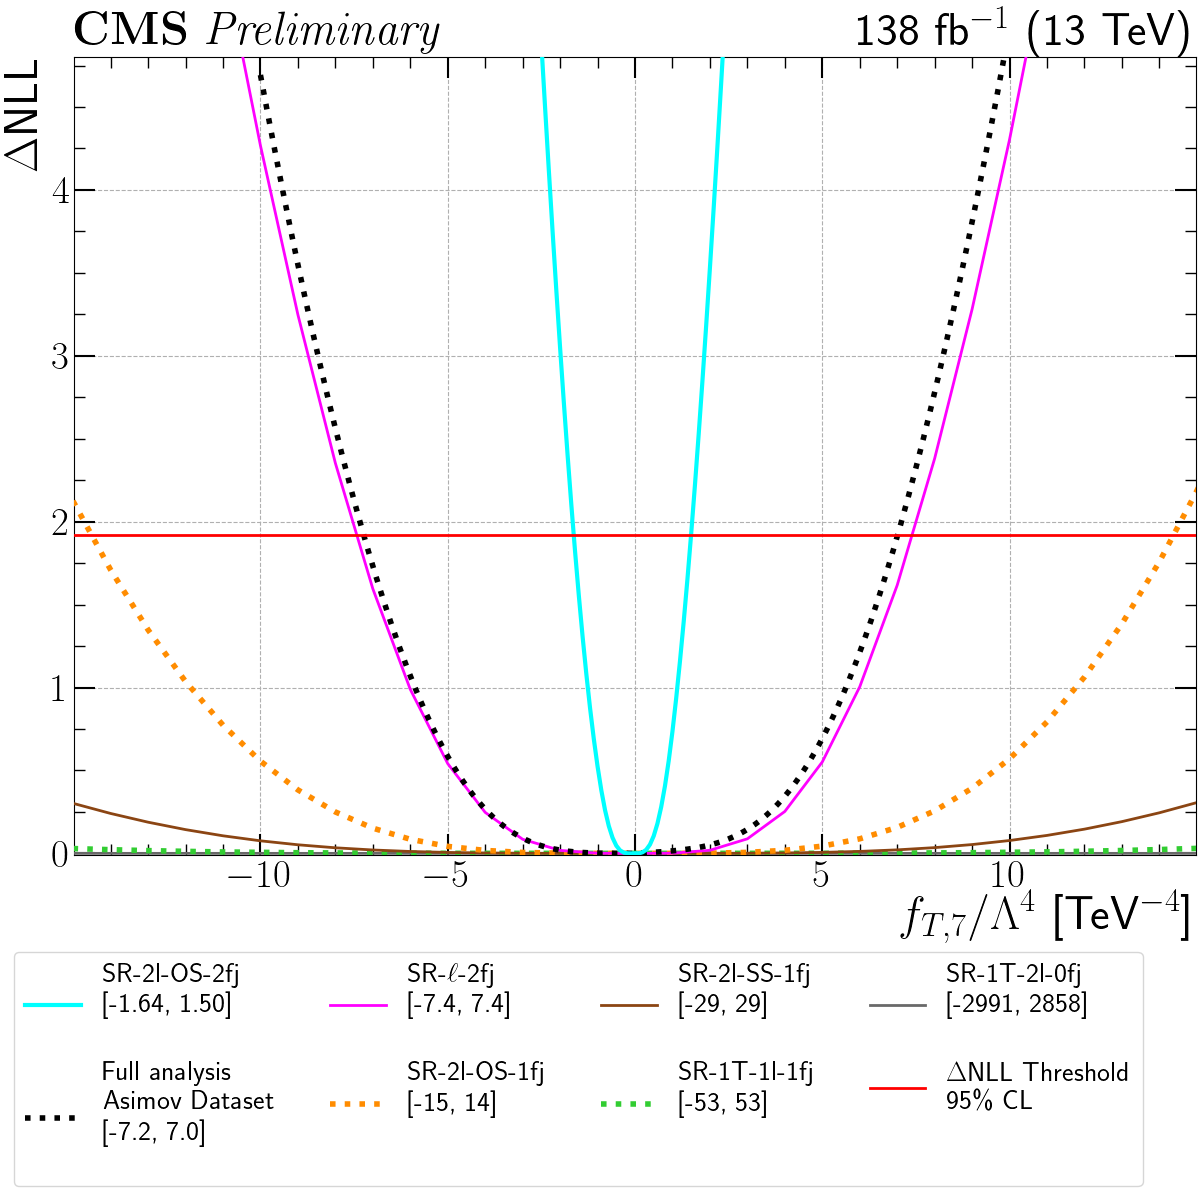 CMS Preliminary 138 fb⁻¹ (13 TeV)
ΔNLL
4
3
2
1
0
−10 −5 0 5 10
f_{T,7}/Λ⁴ [TeV⁻⁴]
SR-2l-OS-2fj
[-1.64, 1.50]
Full analysis
Asimov Dataset
[-7.2, 7.0]
SR-ℓ-2fj
[-7.4, 7.4]
SR-2l-OS-1fj
[-15, 14]
SR-2l-SS-1fj
[-29, 29]
SR-1T-1l-1fj
[-53, 53]
SR-1T-2l-0fj
[-2991, 2858]
ΔNLL Threshold
95% CL